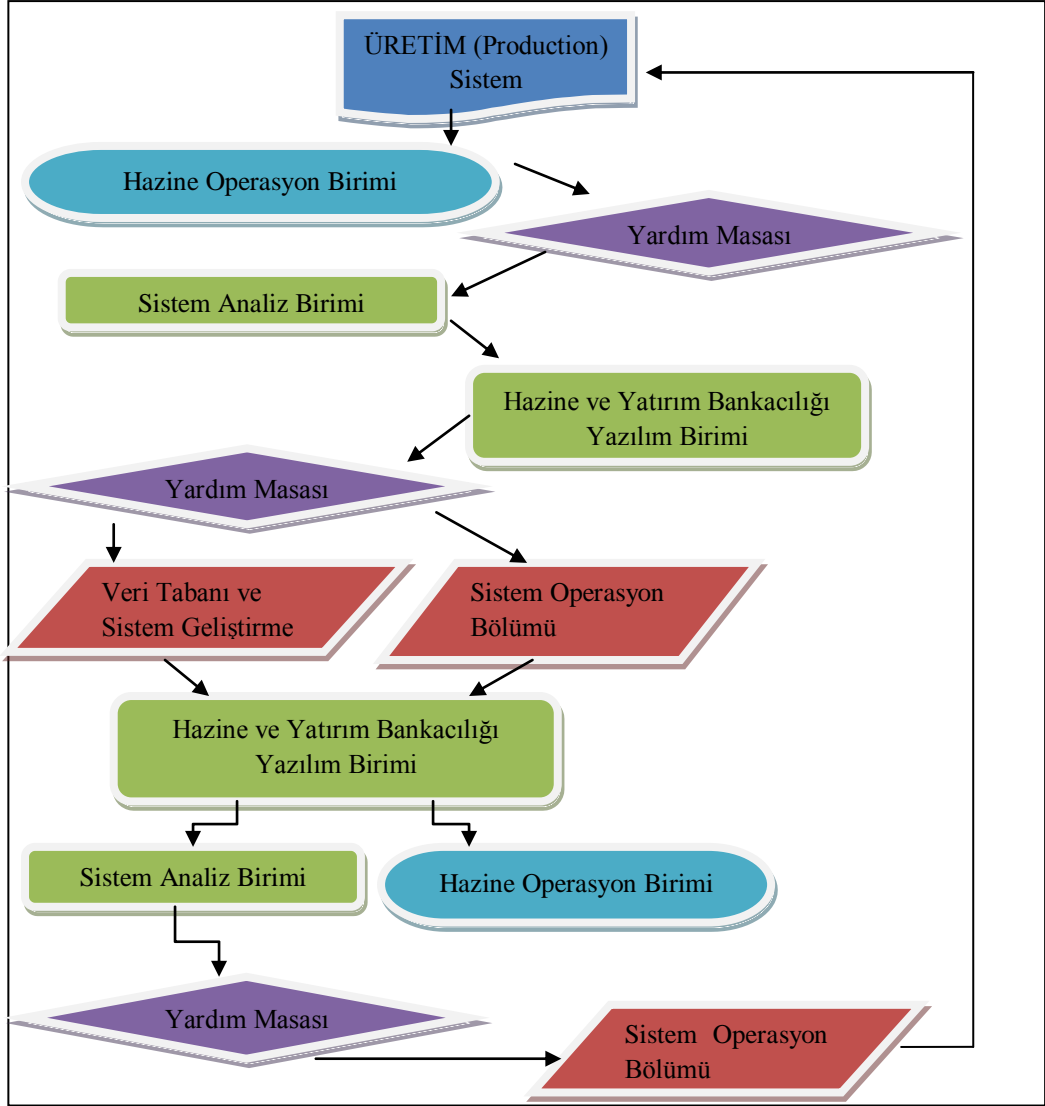 ÜRETİM (Production)
Sistem
Hazine Operasyon Birimi
Yardım Masası
Sistem Analiz Birimi
Hazine ve Yatırım Bankacılığı
Yazılım Birimi
Yardım Masası
Veri Tabanı ve
Sistem Geliştirme
Sistem Operasyon
Bölümü
Hazine ve Yatırım Bankacılığı
Yazılım Birimi
Sistem Analiz Birimi
Hazine Operasyon Birimi
Yardım Masası
Sistem Operasyon
Bölümü